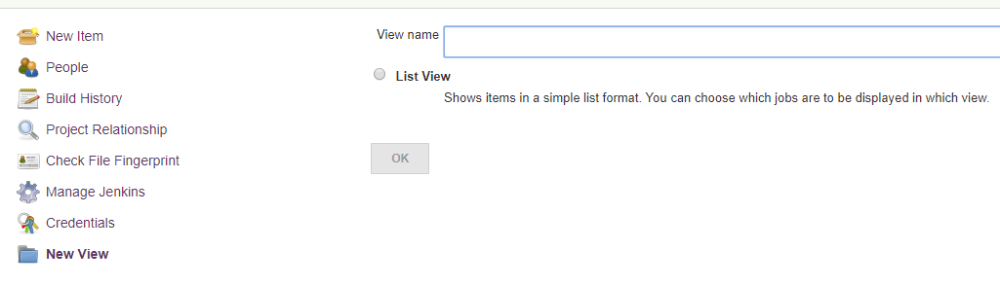 New Item
People
Build History
Project Relationship
Check File Fingerprint
Manage Jenkins
Credentials
New View
View name
List View
Shows items in a simple list format. You can choose which jobs are to be displayed in which view.
OK